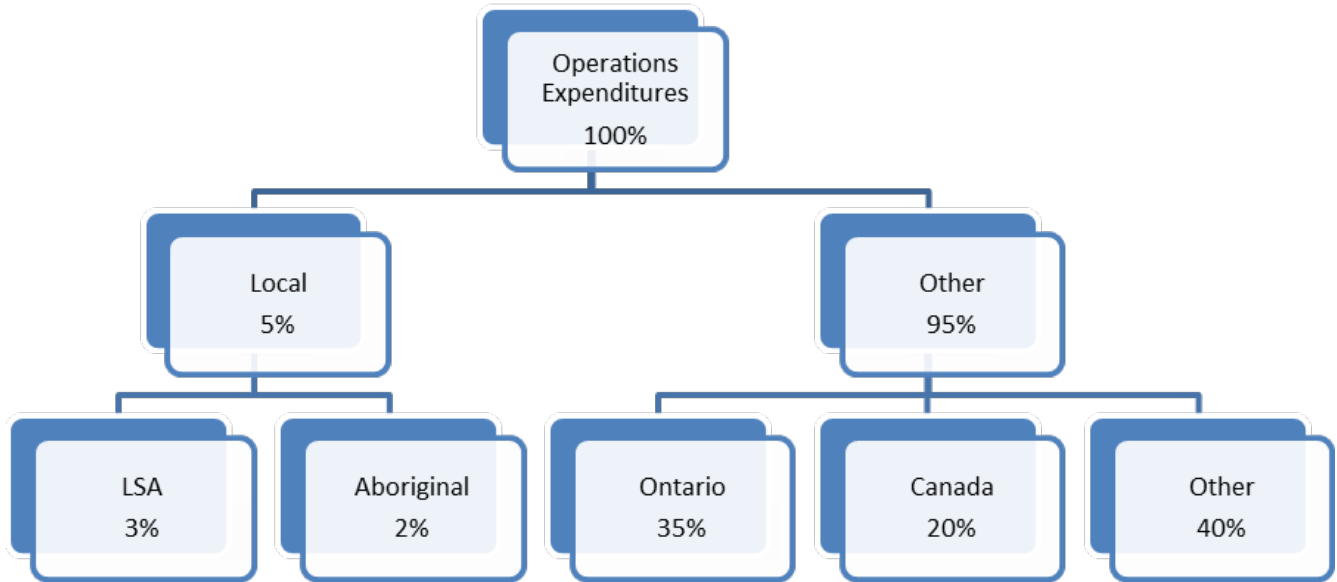 Operations
Expenditures
100%
Local
5%
Other
95%
LSA
3%
Aboriginal
2%
Ontario
35%
Canada
20%
Other
40%